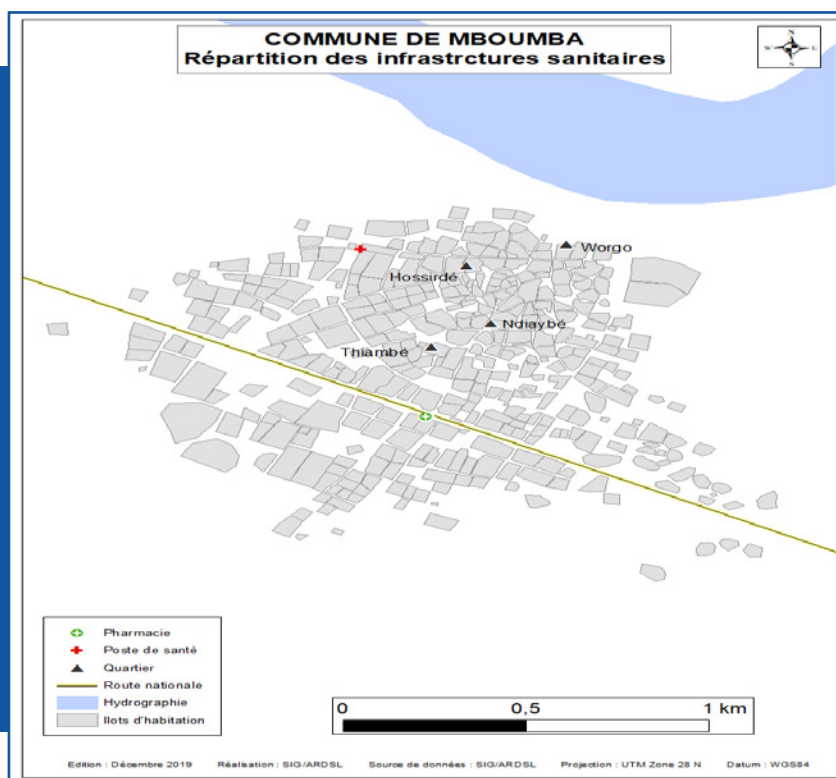 COMMUNE DE MBOUMBA
Répartition des infrastrctures sanitaires
N
W E
S
Worgo
Hossirdé
Ndiaybé
Thiambé
Pharmacie
Poste de santé
Quartier
Route nationale
Hydrographie
Ilots d'habitation
0 0,5 1 km
Edition : Décembre 2019 Réalisation : SIG/ARDSL Source de données : SIG/ARDSL Projection : UTM Zone 28 N Datum : WGS84